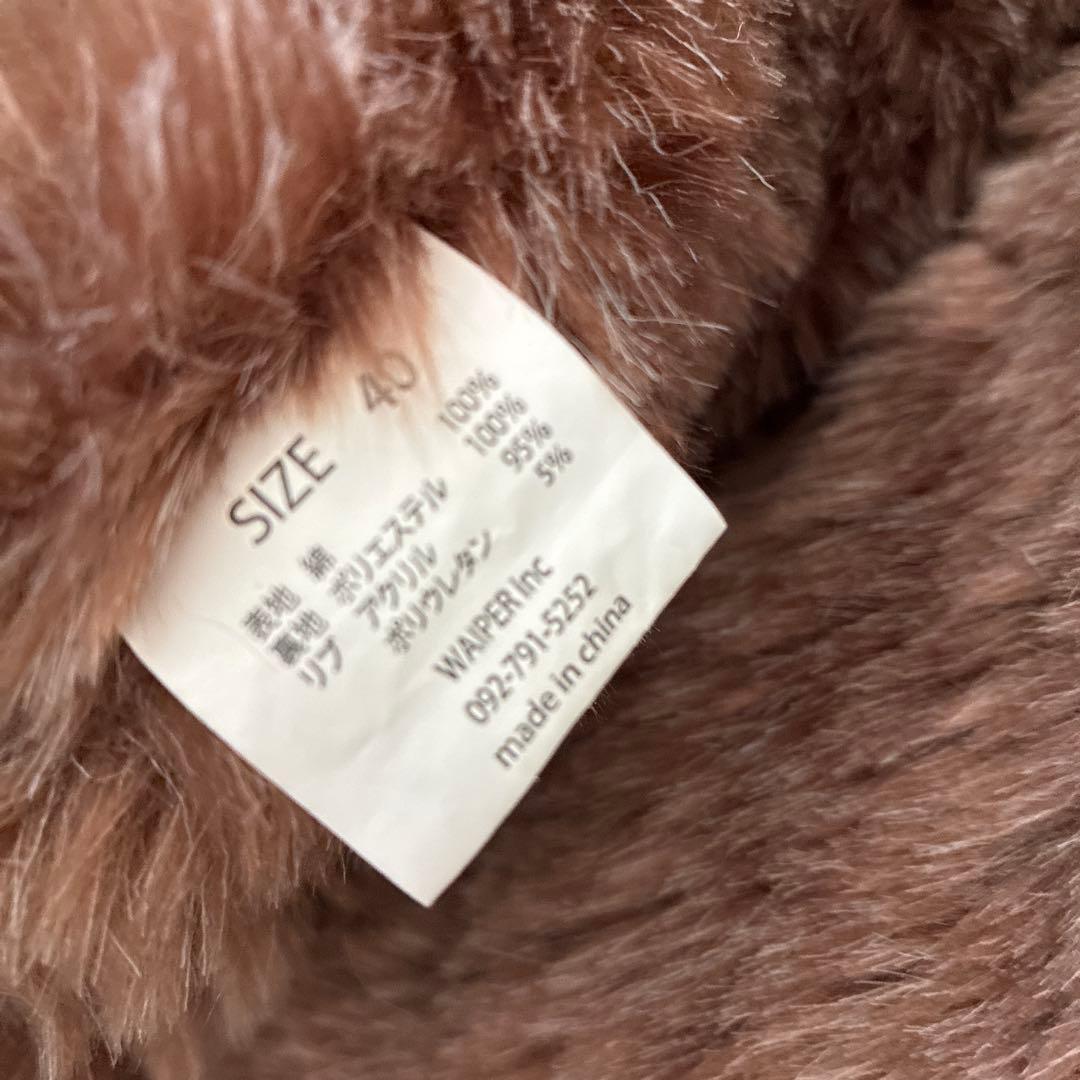 SIZE 40
表地 綿 100%
裏地 ポリエステル 100%
リブ アクリル 95%
ポリウレタン 5%
WAIPER Inc
092-791-5252
made in china